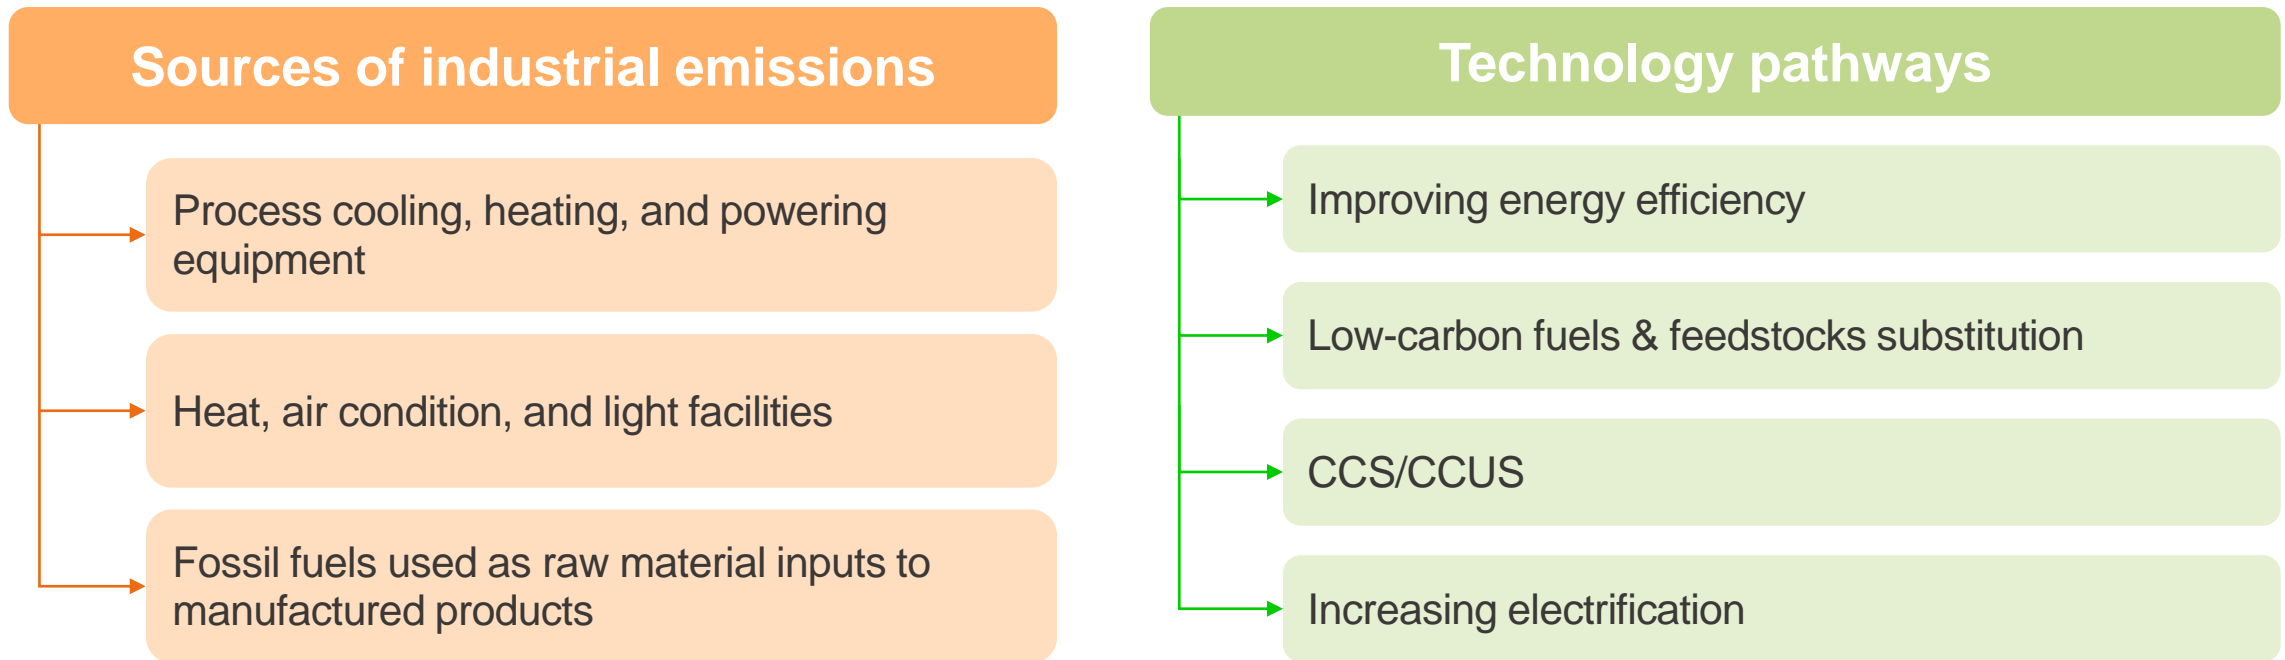 Sources of industrial emissions
Process cooling, heating, and powering
equipment
Heat, air condition, and light facilities
Fossil fuels used as raw material inputs to
manufactured products
Technology pathways
Improving energy efficiency
Low-carbon fuels & feedstocks substitution
CCS/CCUS
Increasing electrification